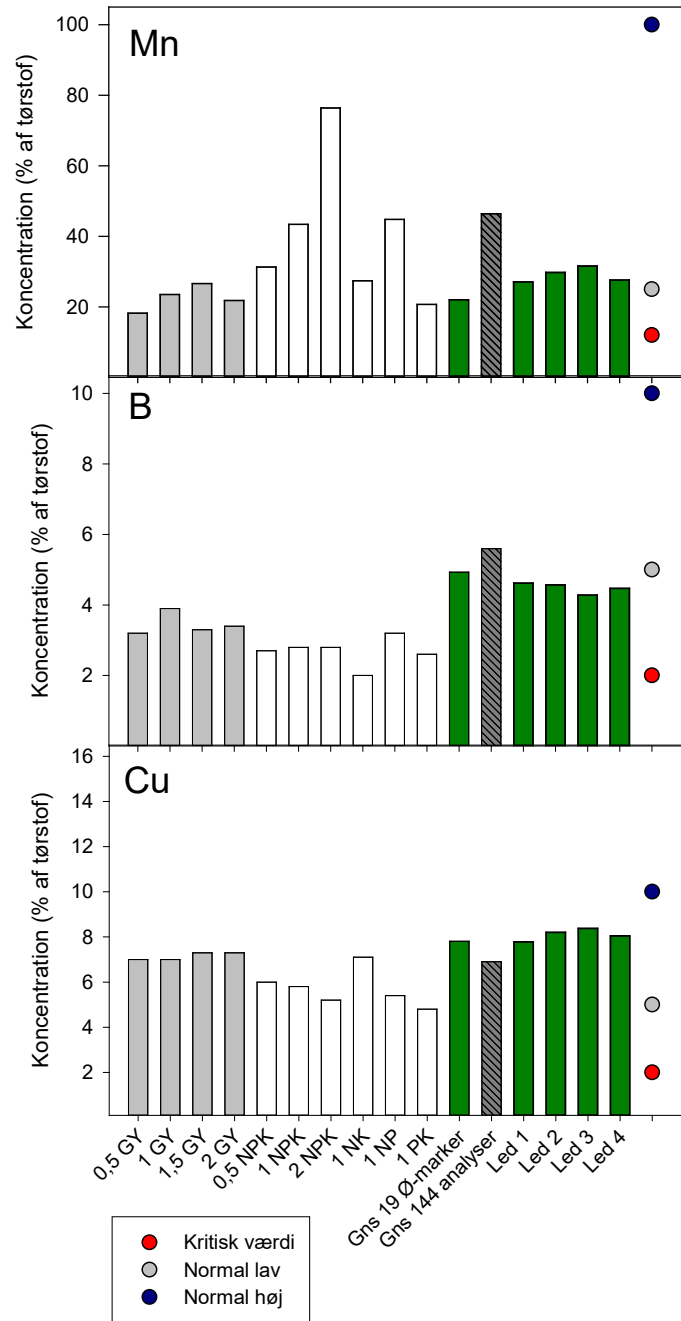 Mn
Koncentration (% af tørstof)
100
80
60
40
20
B
Koncentration (% af tørstof)
10
8
6
4
2
Cu
Koncentration (% af tørstof)
16
14
12
10
8
6
4
2
0,5 GY
1 GY
1,5 GY
2 GY
0,5 NPK
1 NPK
2 NPK
1 NK
1 NP
1 PK
Gns 19 Ø-marker
Gns 144 analyser
Led 1
Led 2
Led 3
Led 4
Kritisk værdi
Normal lav
Normal høj